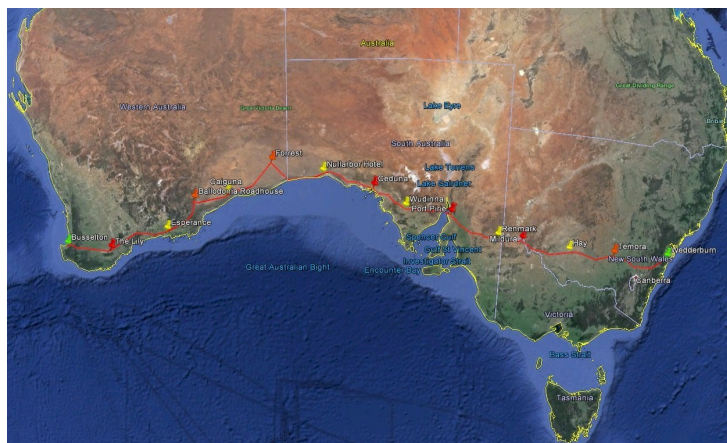 Australia
Great Dividing Range
Western Australia
Great Victoria Desert
Lake Eyre
South Australia
Forrest
Nullarbor Hotel
Lake Torrens
Caiguna
Ceduna
Lake Gairdner
Balladonia Roadhouse
Wudinna
Port Pirie
Esperance
Renmark
Busselton
The Lily
Spencer Gulf
Mildura
Hay
Temora
Wedderburn
Gulf St Vincent
New South Wales
Investigator Strait
Great Australian Bight
Encounter Bay
Canberra
Victoria
Bass Strait
Tasmania